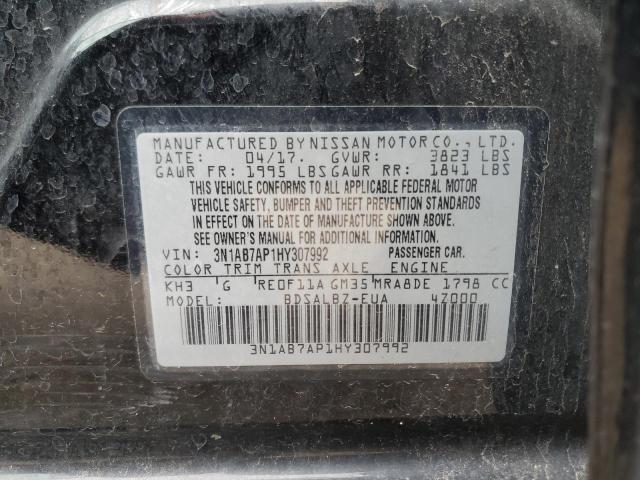 MANUFACTURED BY NISSAN MOTOR CO., LTD.
DATE: 04/17. GVWR: 3823 LBS
GAWR FR: 1995 LBS GAWR RR: 1841 LBS
THIS VEHICLE CONFORMS TO ALL APPLICABLE FEDERAL MOTOR
VEHICLE SAFETY, BUMPER AND THEFT PREVENTION STANDARDS
IN EFFECT ON THE DATE OF MANUFACTURE SHOWN ABOVE.
SEE OWNER'S MANUAL FOR ADDITIONAL INFORMATION.
VIN: 3N1AB7AP1HY307992 PASSENGER CAR.
COLOR TRIM TRANS AXLE ENGINE
KH3 G RE0F11A GM35 MRA8DE 1798 CC
BDSALBZ-EUA 4Z000
3N1AB7AP1HY307992